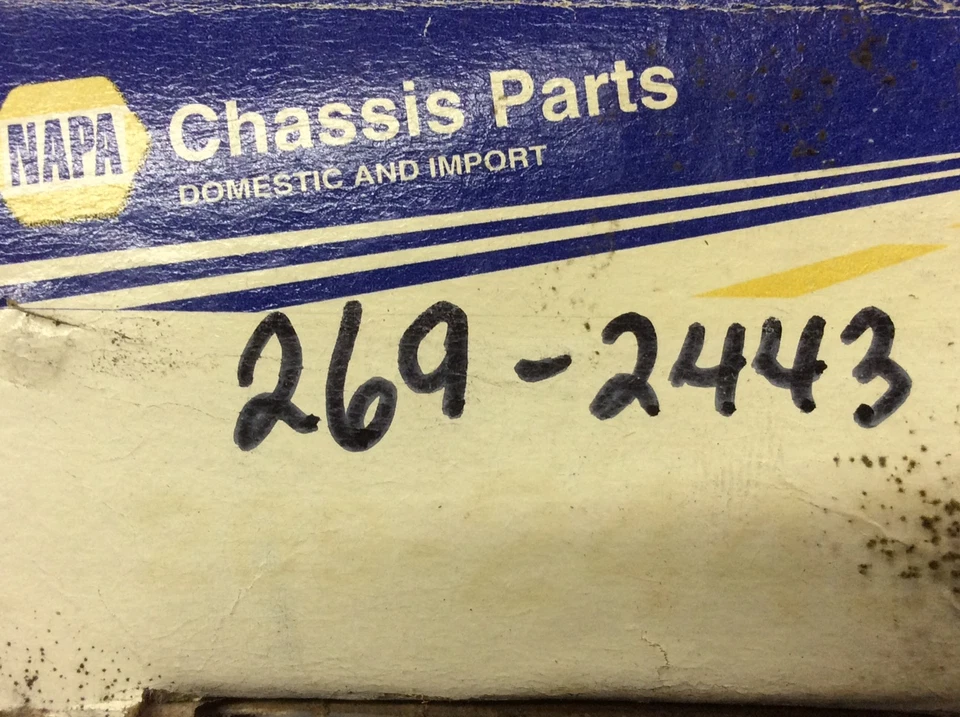 NAPA
Chassis Parts
DOMESTIC AND IMPORT
269-2443